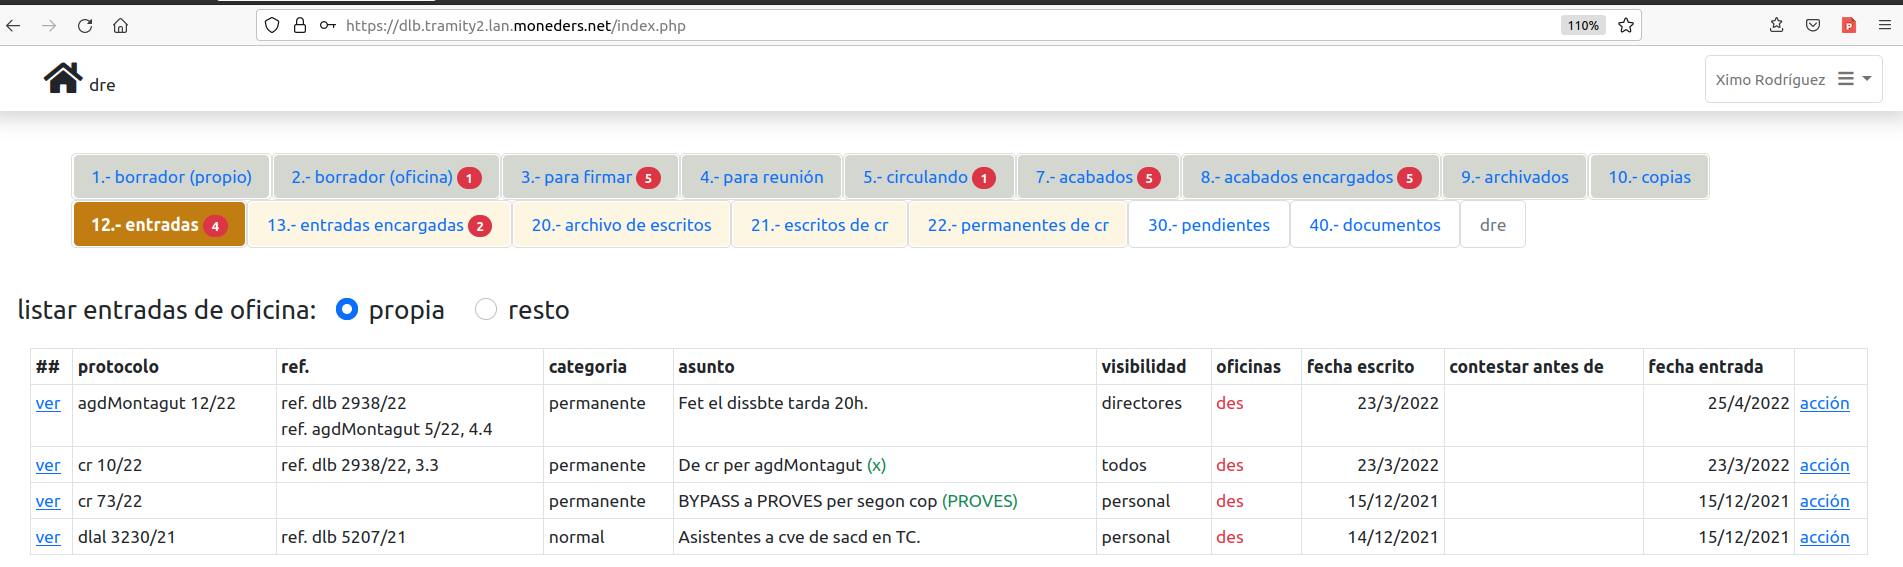 https://dlb.tramity2.lan.moneders.net/index.php 110%
dre Ximo Rodríguez
1.- borrador (propio) 2.- borrador (oficina) 1 3.- para firmar 5 4.- para reunión 5.- circulando 1 7.- acabados 5 8.- acabados encargados 5 9.- archivados 10.- copias
12.- entradas 4 13.- entradas encargadas 2 20.- archivo de escritos 21.- escritos de cr 22.- permanentes de cr 30.- pendientes 40.- documentos dre
listar entradas de oficina: propia resto
## protocolo ref. categoria asunto visibilidad oficinas fecha escrito contestar antes de fecha entrada
ver agdMontagut 12/22 ref. dlb 2938/22 permanente Fet el dissbte tarda 20h. directores des 23/3/2022 25/4/2022 acción
ref. agdMontagut 5/22, 4.4
ver cr 10/22 ref. dlb 2938/22, 3.3 permanente De cr per agdMontagut (x) todos des 23/3/2022 23/3/2022 acción
ver cr 73/22 permanente BYPASS a PROVES per segon cop (PROVES) personal des 15/12/2021 15/12/2021 acción
ver dlal 3230/21 ref. dlb 5207/21 normal Asistentes a cve de sacd en TC. personal des 14/12/2021 15/12/2021 acción